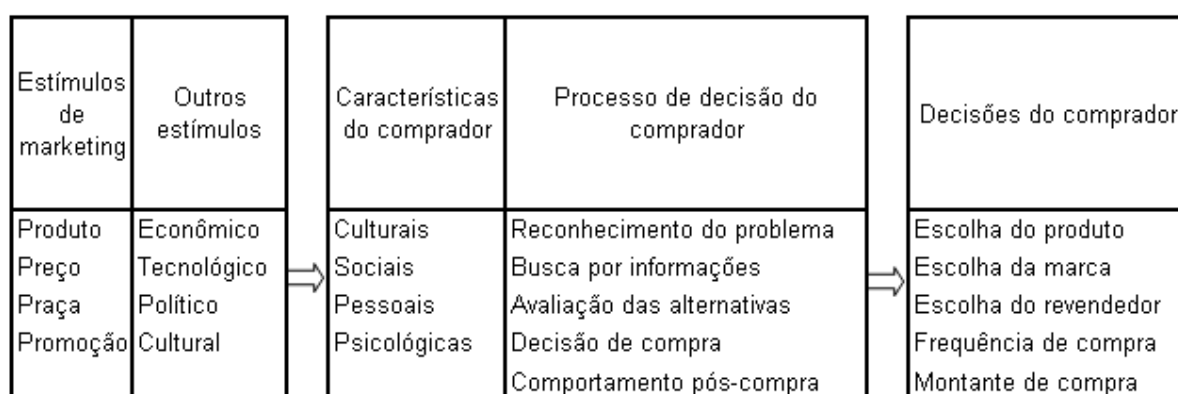 Estímulos
de
marketing
Outros
estímulos
Características
do comprador
Processo de decisão do
comprador
Decisões do comprador
Produto
Preço
Praça
Promoção
Econômico
Tecnológico
Político
Cultural
Culturais
Sociais
Pessoais
Psicológicas
Reconhecimento do problema
Busca por informações
Avaliação das alternativas
Decisão de compra
Comportamento pós-compra
Escolha do produto
Escolha da marca
Escolha do revendedor
Frequência de compra
Montante de compra